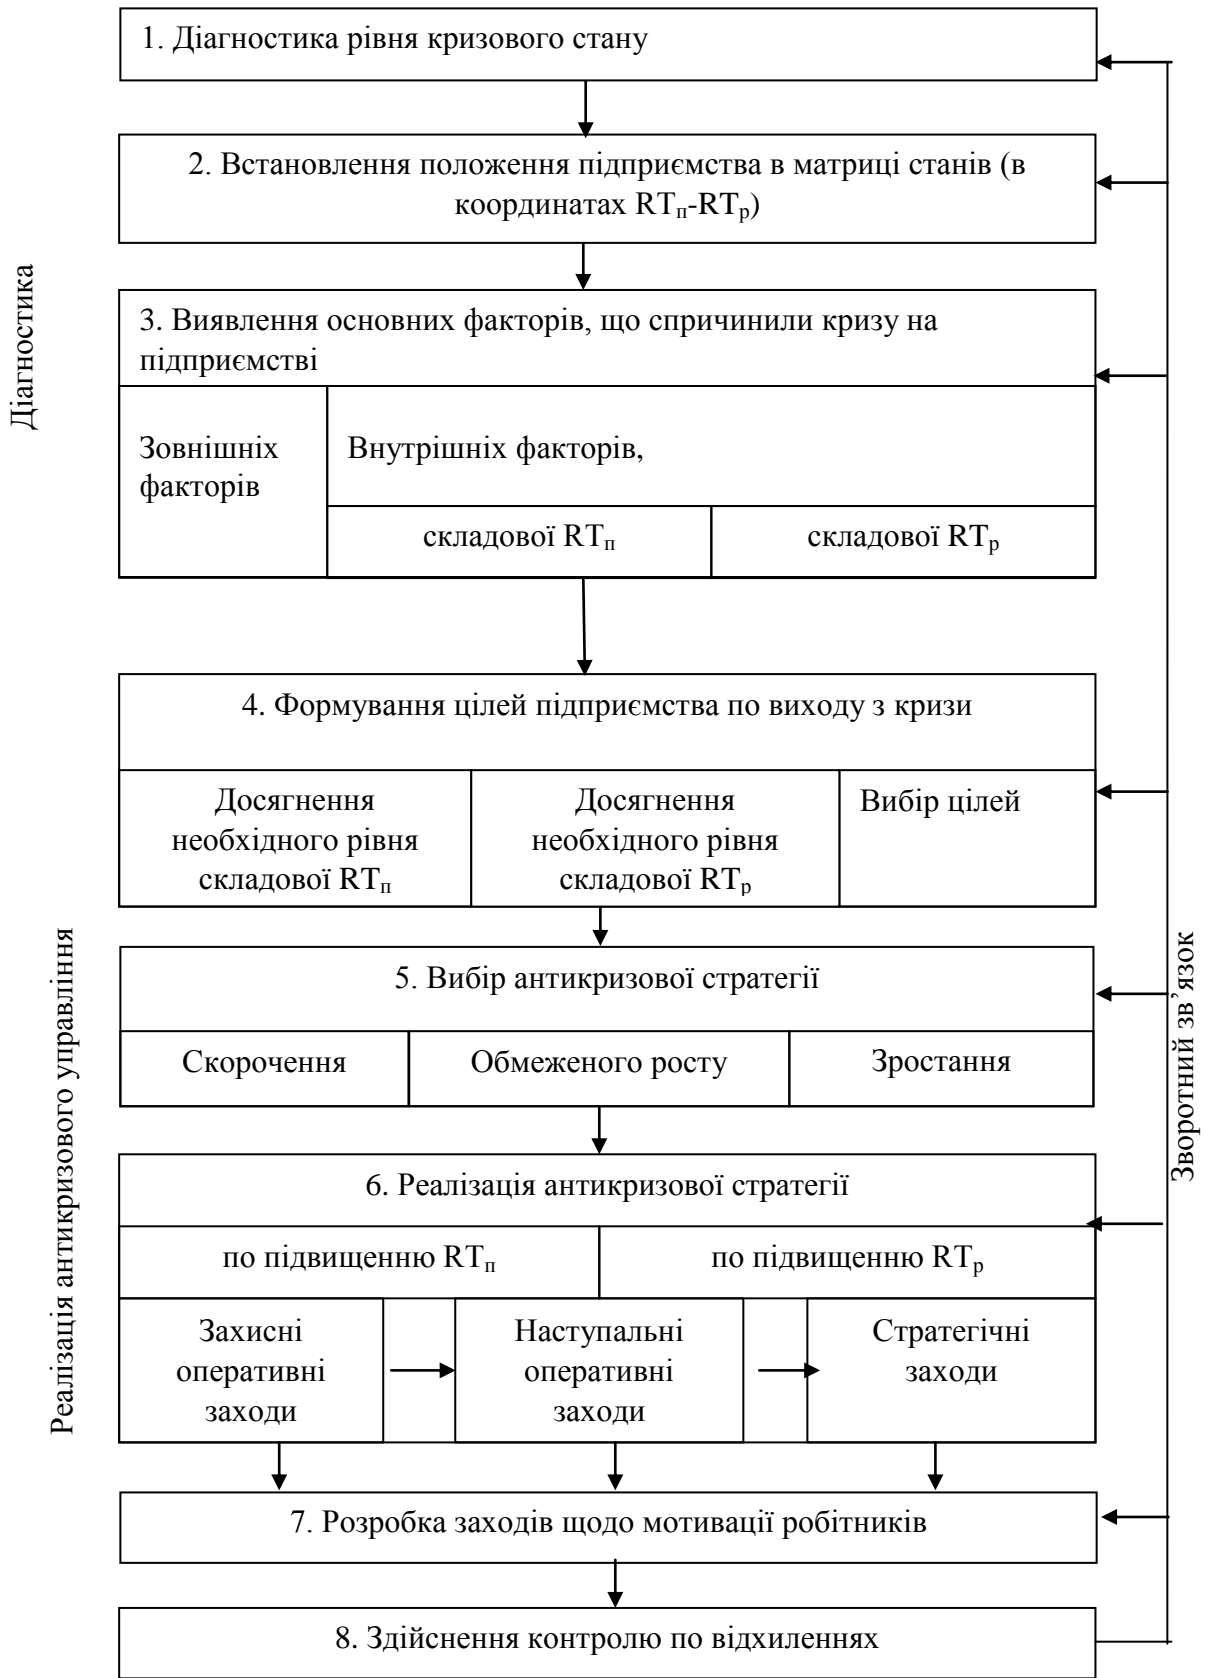 1. Діагностика рівня кризового стану
2. Встановлення положення підприємства в матриці станів (в
координатах RTп-RTр)
Діагностика
3. Виявлення основних факторів, що спричинили кризу на
підприємстві
Зовнішніх
факторів
Внутрішніх факторів,
складової RTп
складової RTр
4. Формування цілей підприємства по виходу з кризи
Досягнення
необхідного рівня
складової RTп
Досягнення
необхідного рівня
складової RTр
Вибір цілей
Реалізація антикризового управління
5. Вибір антикризової стратегії
Скорочення
Обмеженого росту
Зростання
Зворотний зв’язок
6. Реалізація антикризової стратегії
по підвищенню RTп
по підвищенню RTр
Захисні
оперативні
заходи
Наступальні
оперативні
заходи
Стратегічні
заходи
7. Розробка заходів щодо мотивації робітників
8. Здійснення контролю по відхиленнях